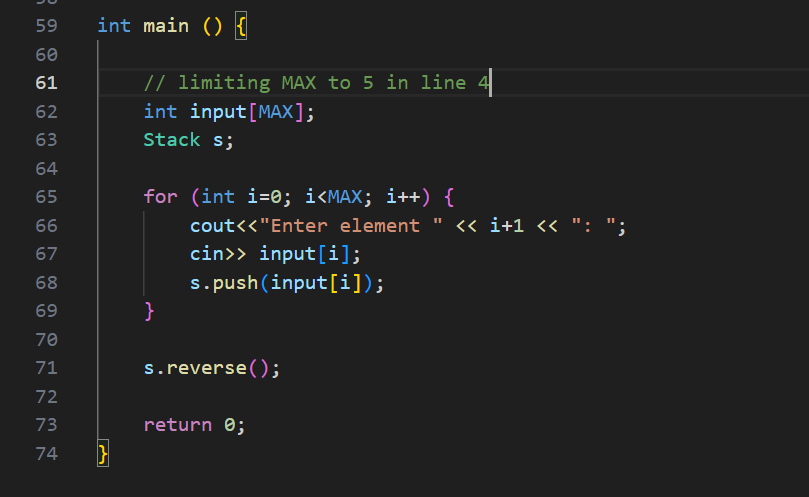 59 int main () {
60
61 // limiting MAX to 5 in line 4
62 int input[MAX];
63 Stack s;
64
65 for (int i=0; i<MAX; i++) {
66 cout<<"Enter element " << i+1 << ": ";
67 cin>> input[i];
68 s.push(input[i]);
69 }
70
71 s.reverse();
72
73 return 0;
74 }